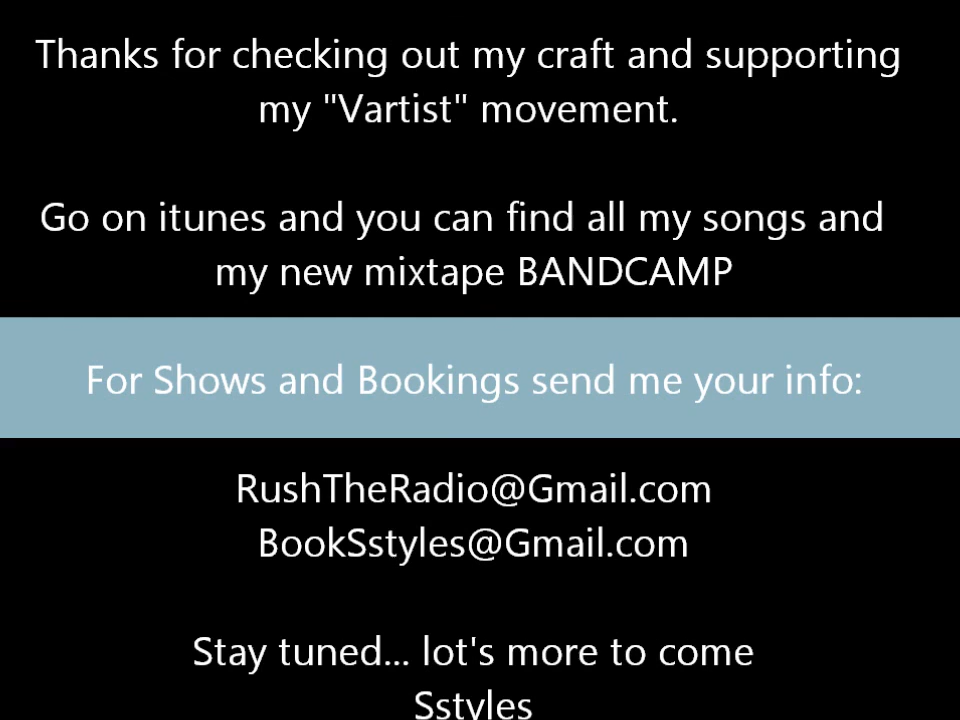 Thanks for checking out my craft and supporting
my "Vartist" movement.
Go on itunes and you can find all my songs and
my new mixtape BANDCAMP
For Shows and Bookings send me your info:
RushTheRadio@Gmail.com
BookSstyles@Gmail.com
Stay tuned... lot's more to come
Sstyles